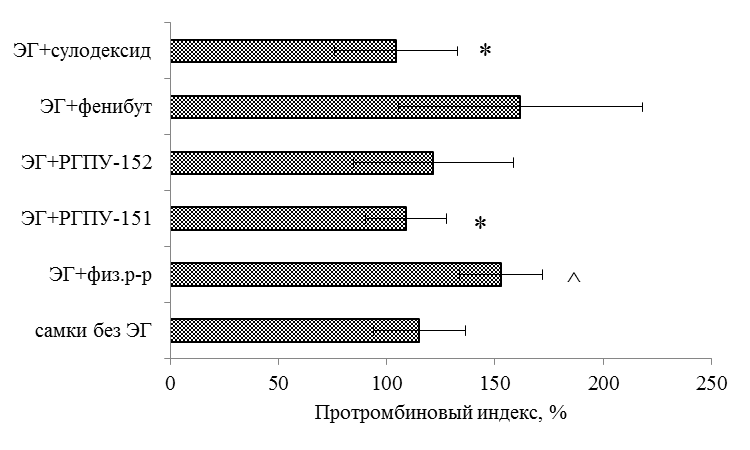 ЭГ+сулодексид
*
ЭГ+фенибут
ЭГ+РГПУ-152
ЭГ+РГПУ-151
*
ЭГ+физ.р-р
^
самки без ЭГ
0 50 100 150 200 250
Протромбиновый индекс, %